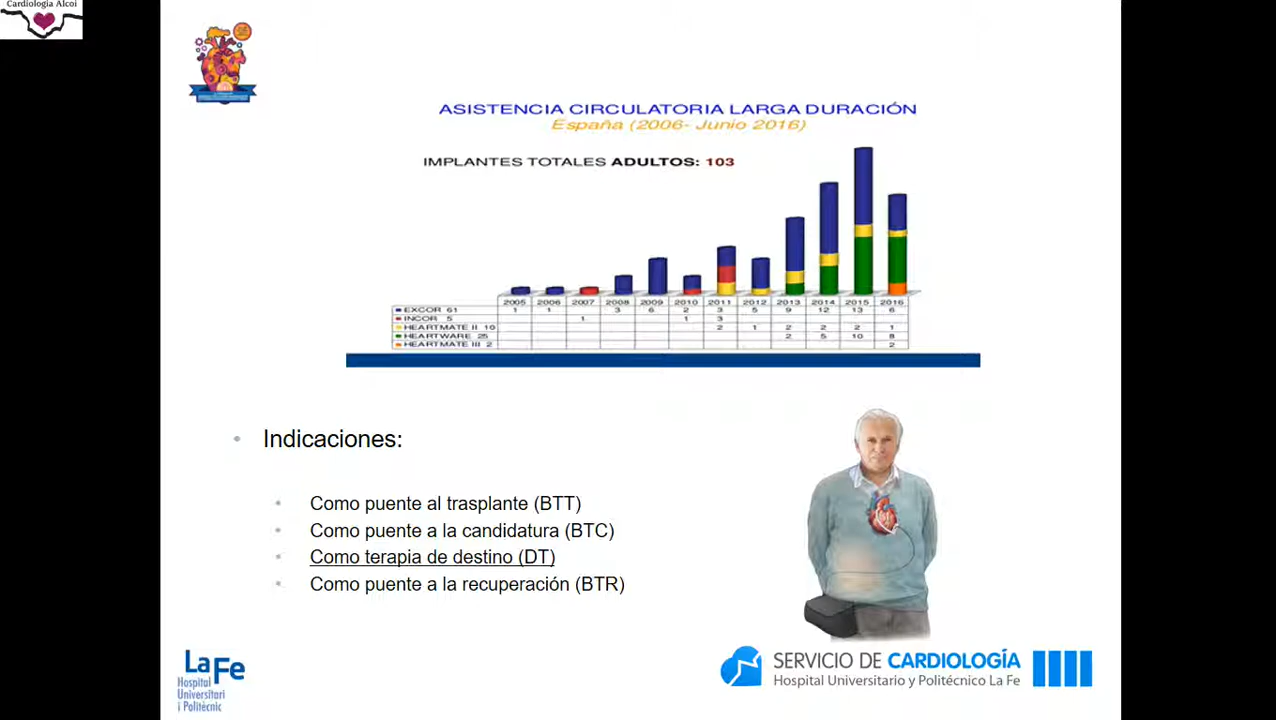 Cardiología Alcoi
ASISTENCIA CIRCULATORIA LARGA DURACIÓN
España (2006- Junio 2016)
IMPLANTES TOTALES ADULTOS: 103
2005 2006 2007 2008 2009 2010 2011 2012 2013 2014 2015 2016
EXCOR 61 1 1 3 6 2 3 5 9 12 13 6
INCOR 5 1 1 3
HEARTMATE II 10 2 1 2 2 2 1
HEARTWARE 25 2 5 10 8
HEARTMATE III 2 2
Indicaciones:
Como puente al trasplante (BTT)
Como puente a la candidatura (BTC)
Como terapia de destino (DT)
Como puente a la recuperación (BTR)
LaFe
Hospital
Universitari
i Politècnic
SERVICIO DE CARDIOLOGÍA
Hospital Universitario y Politécnico La Fe